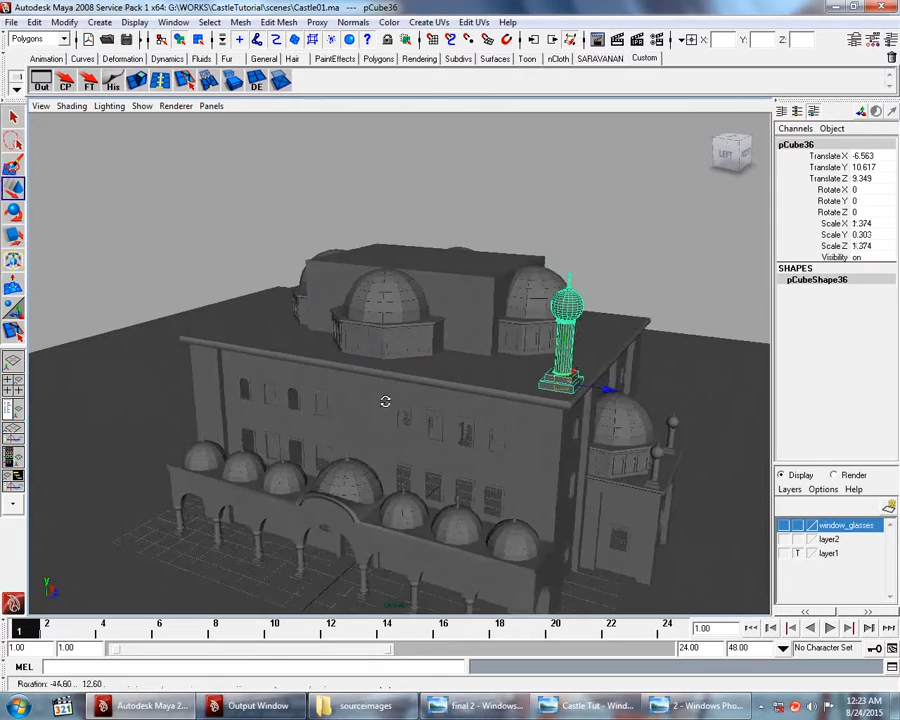 Autodesk Maya 2008 Service Pack 1 x64: G:\WORKS\CastleTutorial\scenes\Castle01.ma  ---  pCube36
File Edit Modify Create Display Window Select Mesh Edit Mesh Proxy Normals Color Create UVs Edit UVs Help
Polygons X: Y: Z:
Animation Curves Deformation Dynamics Fluids Fur General Hair PaintEffects Polygons Rendering Subdivs Surfaces Toon nCloth SARAVANAN Custom
Out CP FT His DE
View Shading Lighting Show Renderer Panels
Channels Object
pCube36
Translate X -6.563
Translate Y 10.617
Translate Z 9.349
Rotate X 0
Rotate Y 0
Rotate Z 0
Scale X 1.374
Scale Y 0.303
Scale Z 1.374
Visibility on
SHAPES
pCubeShape36
LEFT
Display Render
Layers Options Help
window_glasses
layer2
T layer1
y
1 2 4 6 8 10 12 14 16 18 20 22 24 1.00
1.00 1.00 24.00 48.00 No Character Set
MEL
Rotation: -46.60 12.60
321 Autodesk Maya 2... Output Window sourceimages final 2 - Windows... Castle Tut - Wind... 2 - Windows Pho...
12:23 AM
8/24/2015